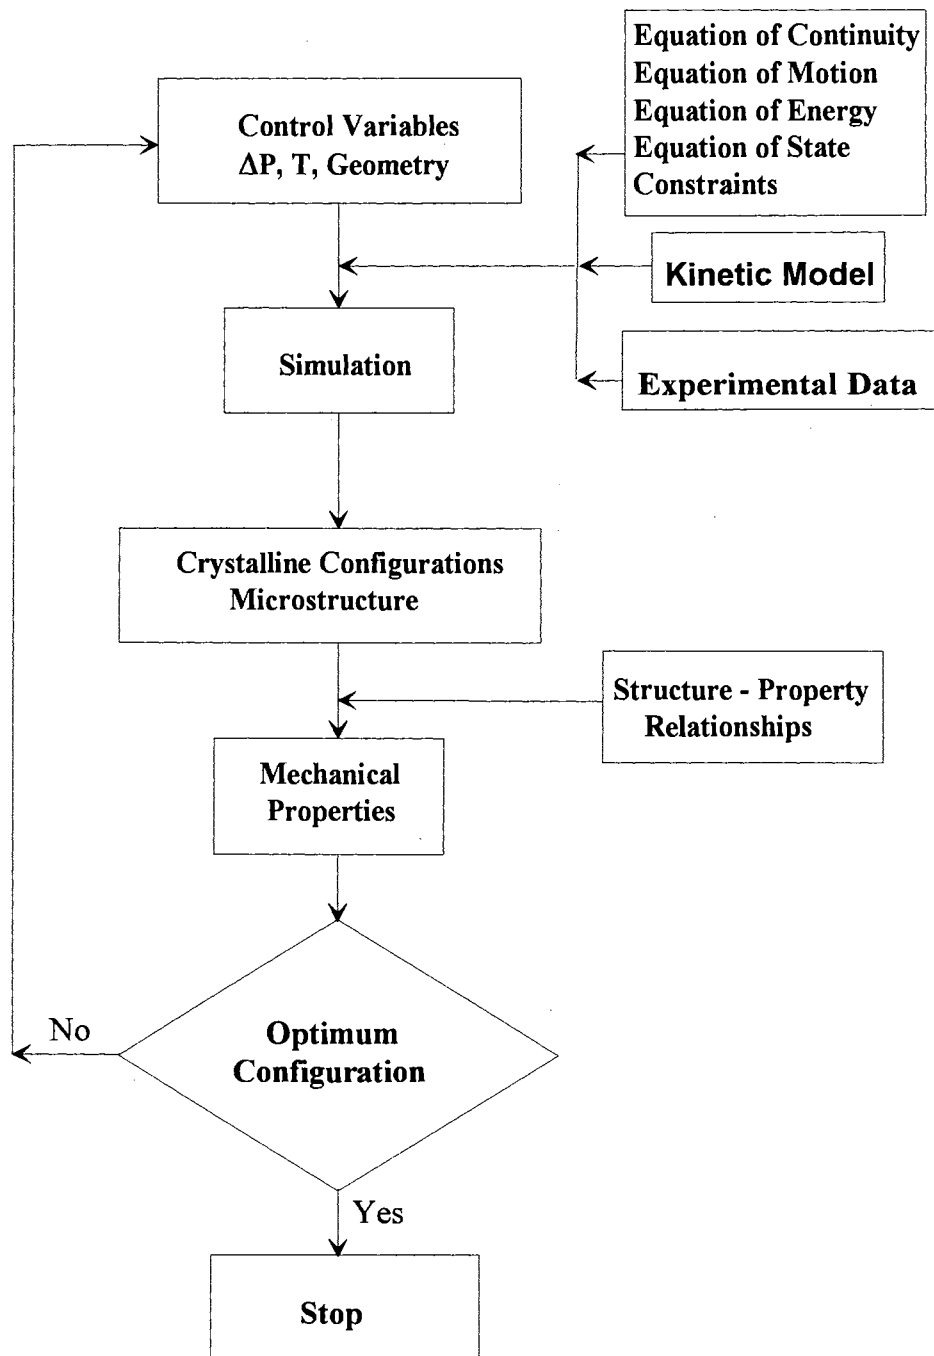 Equation of Continuity
Equation of Motion
Equation of Energy
Equation of State
Constraints
Control Variables
ΔP, T, Geometry
Kinetic Model
Simulation
Experimental Data
Crystalline Configurations
Microstructure
Structure - Property
Relationships
Mechanical
Properties
No
Optimum
Configuration
Yes
Stop